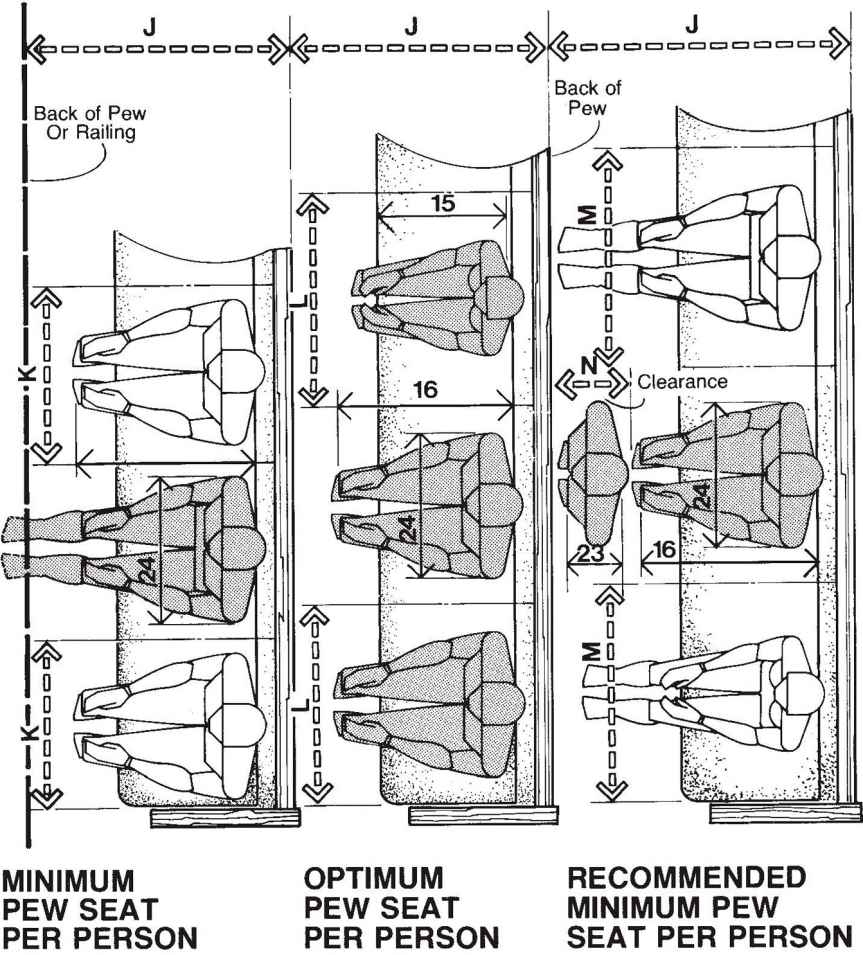 J
J
J
Back of Pew
Or Railing
Back of
Pew
15
M
L
K
N
Clearance
16
24
24
23
16
24
K
L
M
MINIMUM
PEW SEAT
PER PERSON
OPTIMUM
PEW SEAT
PER PERSON
RECOMMENDED
MINIMUM PEW
SEAT PER PERSON